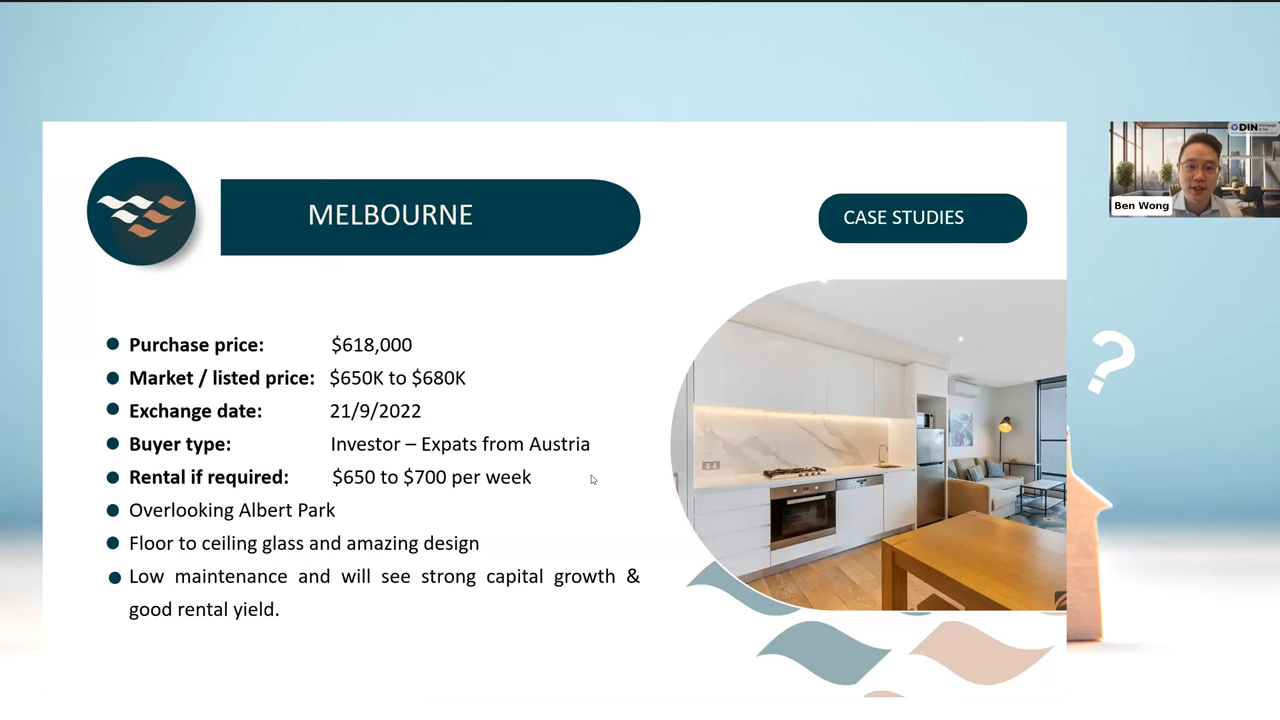 MELBOURNE
CASE STUDIES
DIN
Ben Wong
Purchase price: $618,000
Market / listed price: $650K to $680K
Exchange date: 21/9/2022
Buyer type: Investor – Expats from Austria
Rental if required: $650 to $700 per week
Overlooking Albert Park
Floor to ceiling glass and amazing design
Low maintenance and will see strong capital growth &
good rental yield.
?